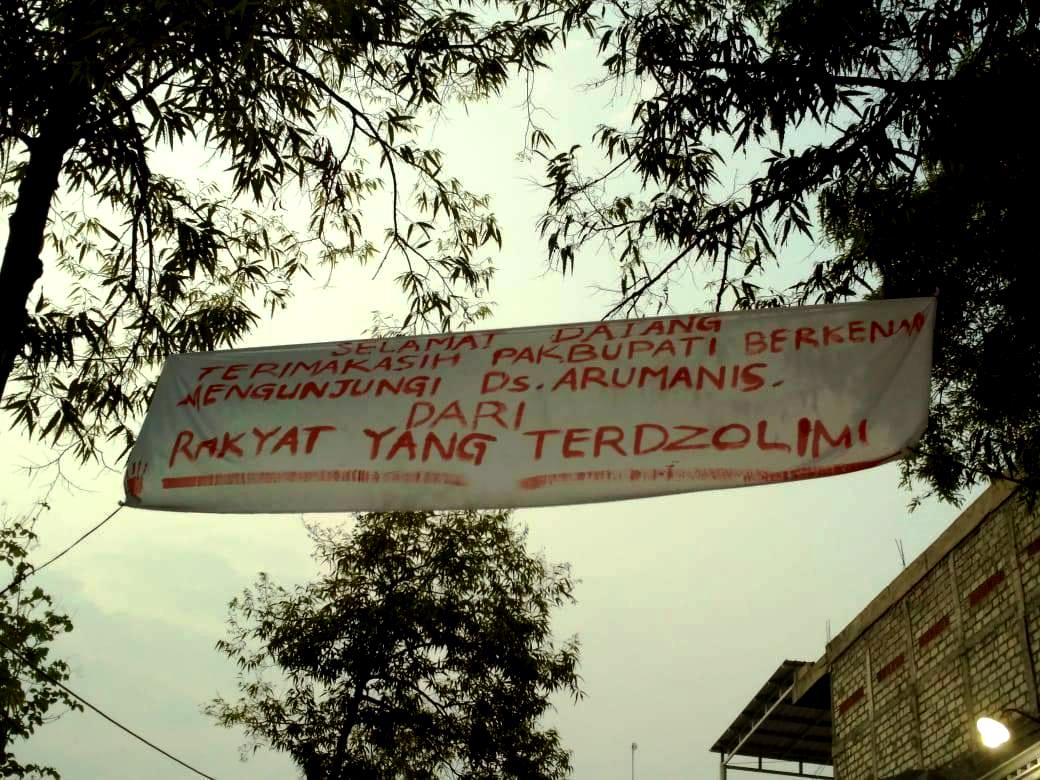 SELAMAT DATANG
TERIMAKASIH PAKBUPATI BERKENAN
MENGUNJUNGI Ds. ARUMANIS.
DARI
RAKYAT YANG TERDZOLIMI